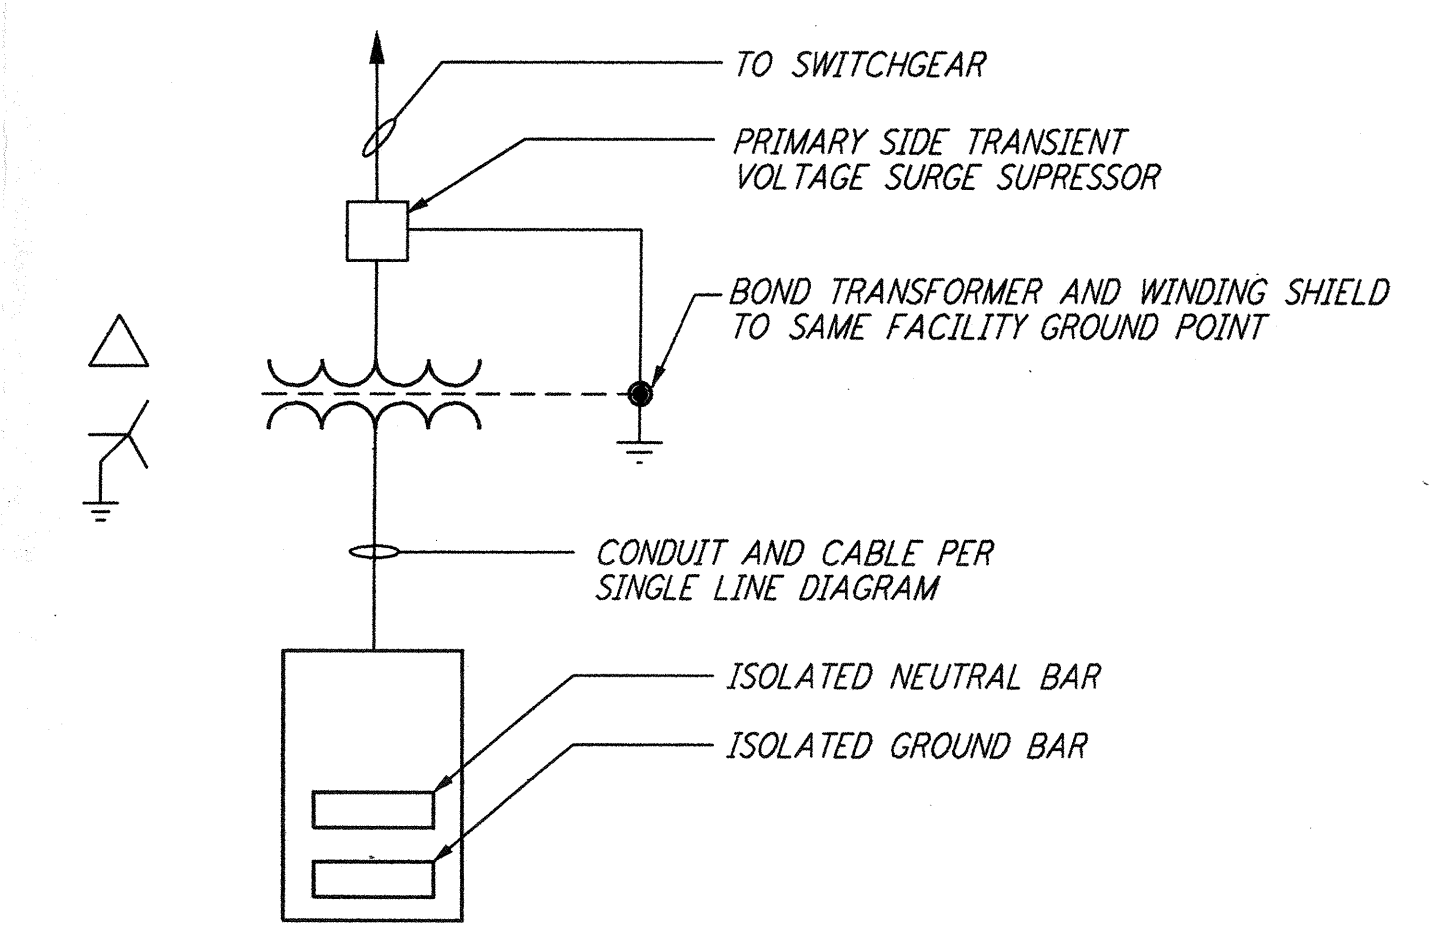 TO SWITCHGEAR
PRIMARY SIDE TRANSIENT
VOLTAGE SURGE SUPRESSOR
BOND TRANSFORMER AND WINDING SHIELD
TO SAME FACILITY GROUND POINT
CONDUIT AND CABLE PER
SINGLE LINE DIAGRAM
ISOLATED NEUTRAL BAR
ISOLATED GROUND BAR